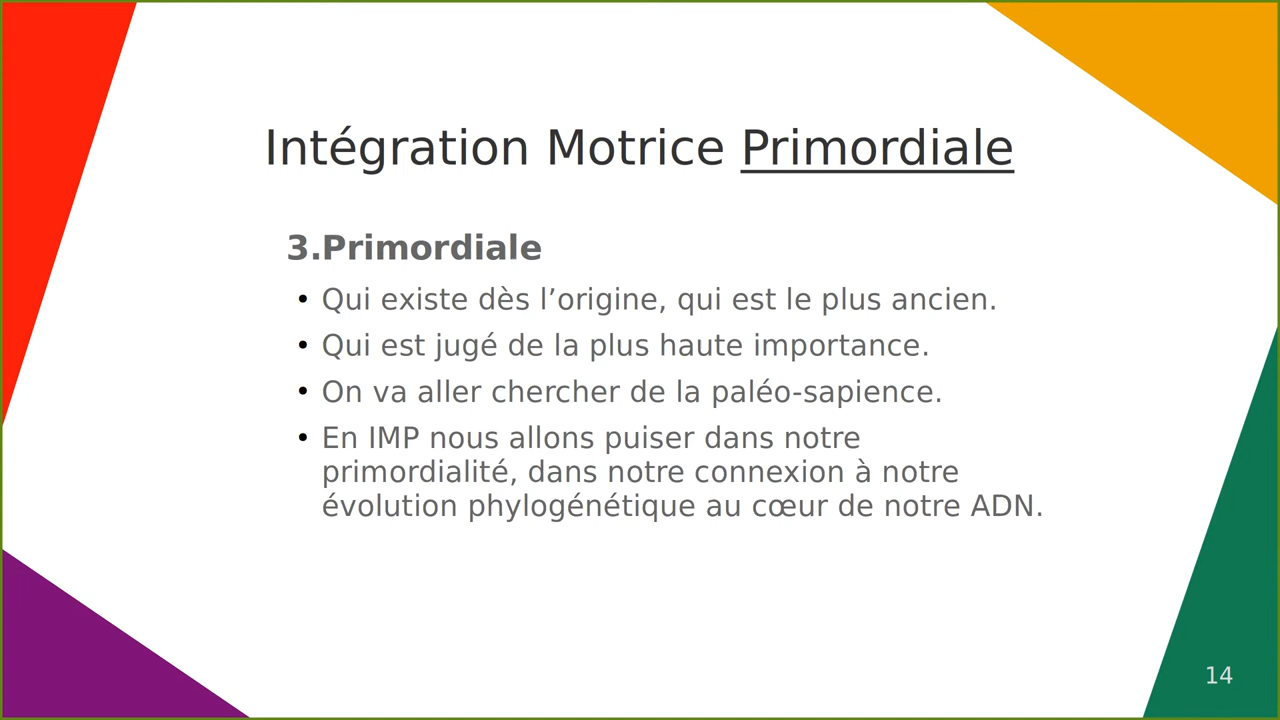 Intégration Motrice Primordiale
3.Primordiale
• Qui existe dès l’origine, qui est le plus ancien.
• Qui est jugé de la plus haute importance.
• On va aller chercher de la paléo-sapience.
• En IMP nous allons puiser dans notre
primordialité, dans notre connexion à notre
évolution phylogénétique au cœur de notre ADN.
14